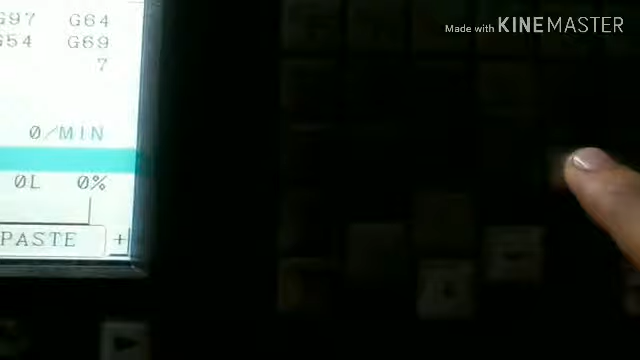 Made with KINEMASTER
G97 G64
G54 G69
7
0/MIN
0L 0%
PASTE +